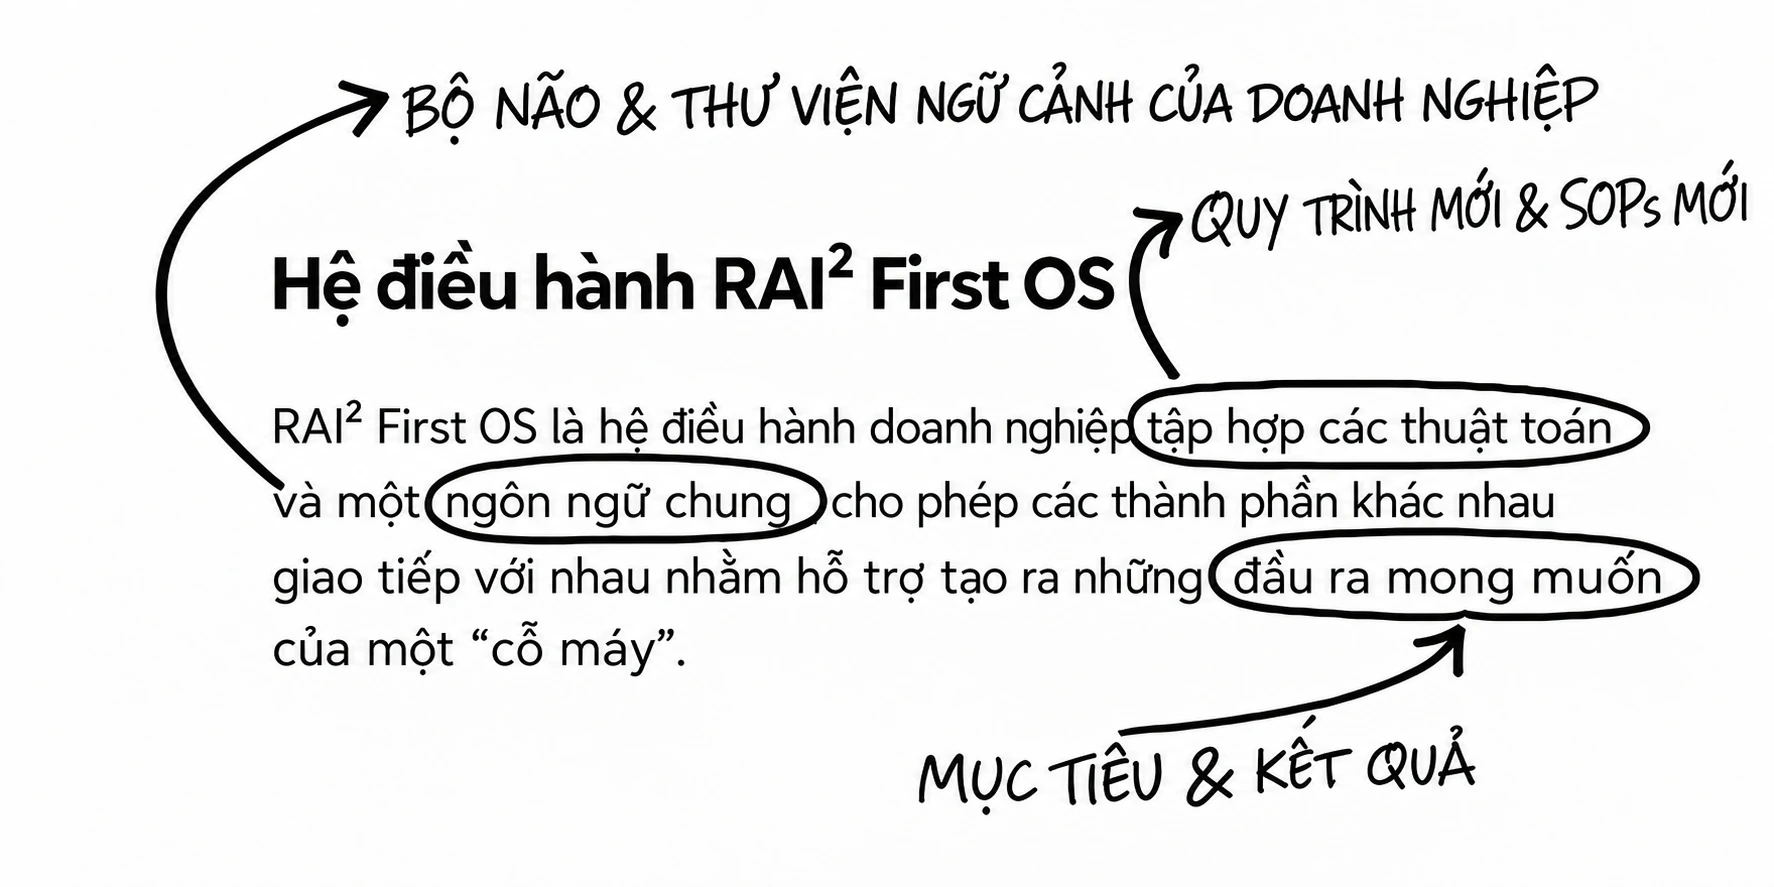 BỘ NÃO & THƯ VIỆN NGỮ CẢNH CỦA DOANH NGHIỆP
QUY TRÌNH MỚI & SOPs MỚI
Hệ điều hành RAI² First OS
RAI² First OS là hệ điều hành doanh nghiệp tập hợp các thuật toán
và một ngôn ngữ chung cho phép các thành phần khác nhau
giao tiếp với nhau nhằm hỗ trợ tạo ra những đầu ra mong muốn
của một “cỗ máy”.
MỤC TIÊU & KẾT QUẢ